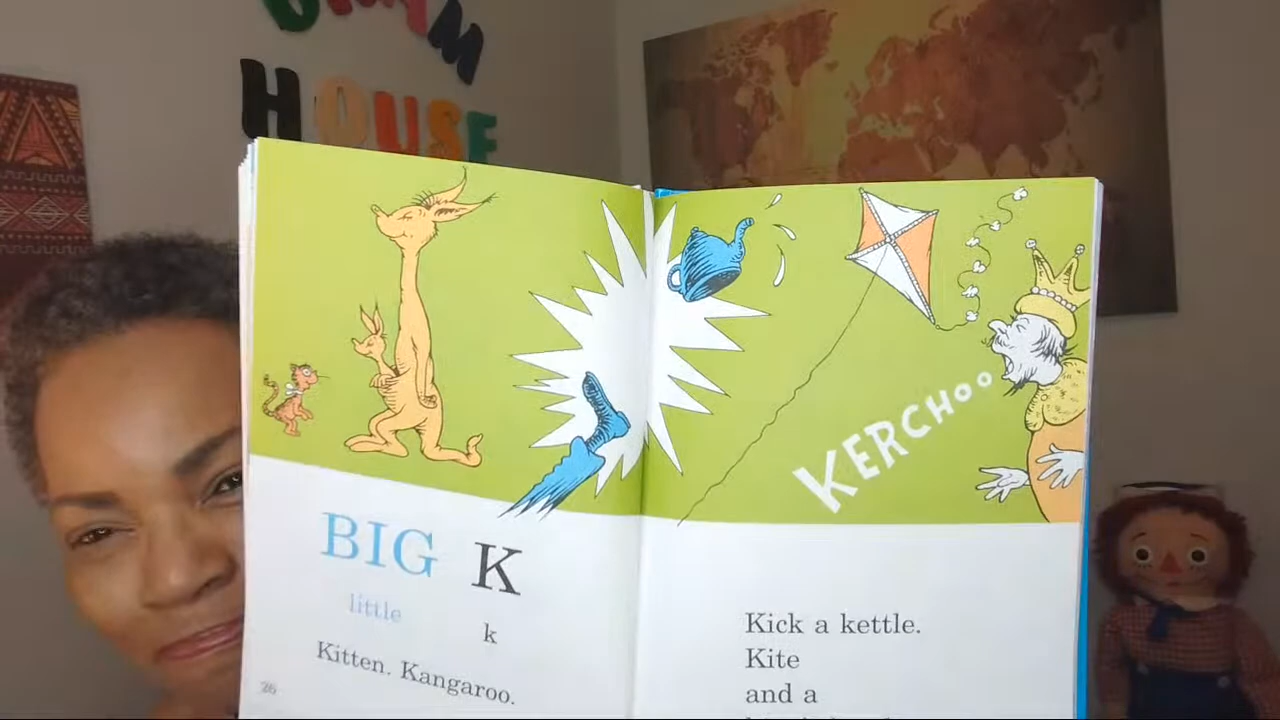 HOUSE
BIG K
little k
Kitten. Kangaroo.
26
KERCHOO
Kick a kettle.
Kite
and a